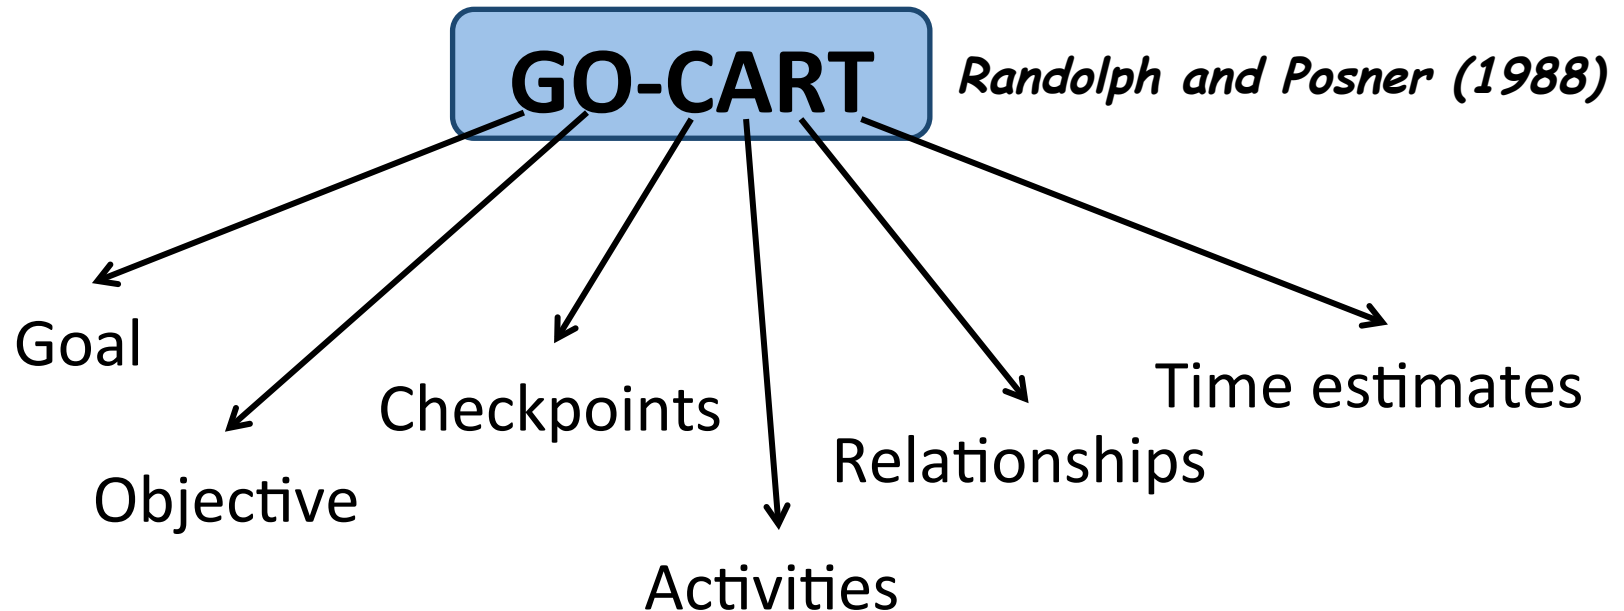 GO-CART
Randolph and Posner (1988)
Goal
Objective
Checkpoints
Activities
Relationships
Time estimates